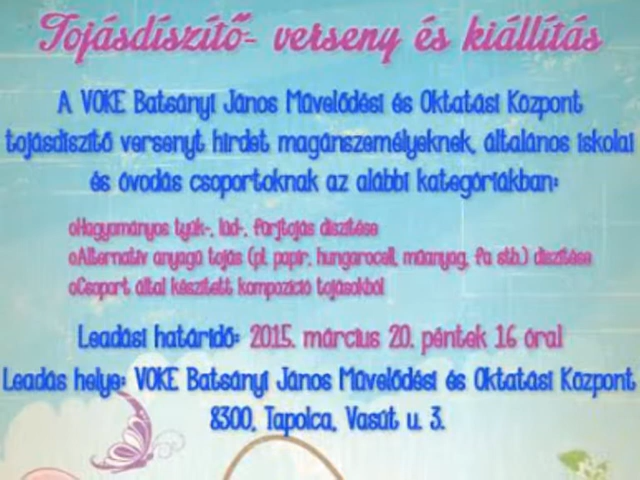 Tojásdíszítő- verseny és kiállítás
A VOKE Batsányi János Művelődési és Oktatási Központ
tojásdíszítő versenyt hirdet magánszemélyeknek, általános iskolai
és óvodás csoportoknak az alábbi kategóriákban:
oHagyományos tyúk-, lúd-, fürjtojás díszítése
oAlternatív anyagú tojás (pl. papír, hungarocell, műanyag, fa stb.) díszítése
oCsoport által készített kompozíció tojásokból
Leadási határidő: 2015. március 20. péntek 16 óra!
Leadás helye: VOKE Batsányi János Művelődési és Oktatási Központ
8300, Tapolca, Vasút u. 3.